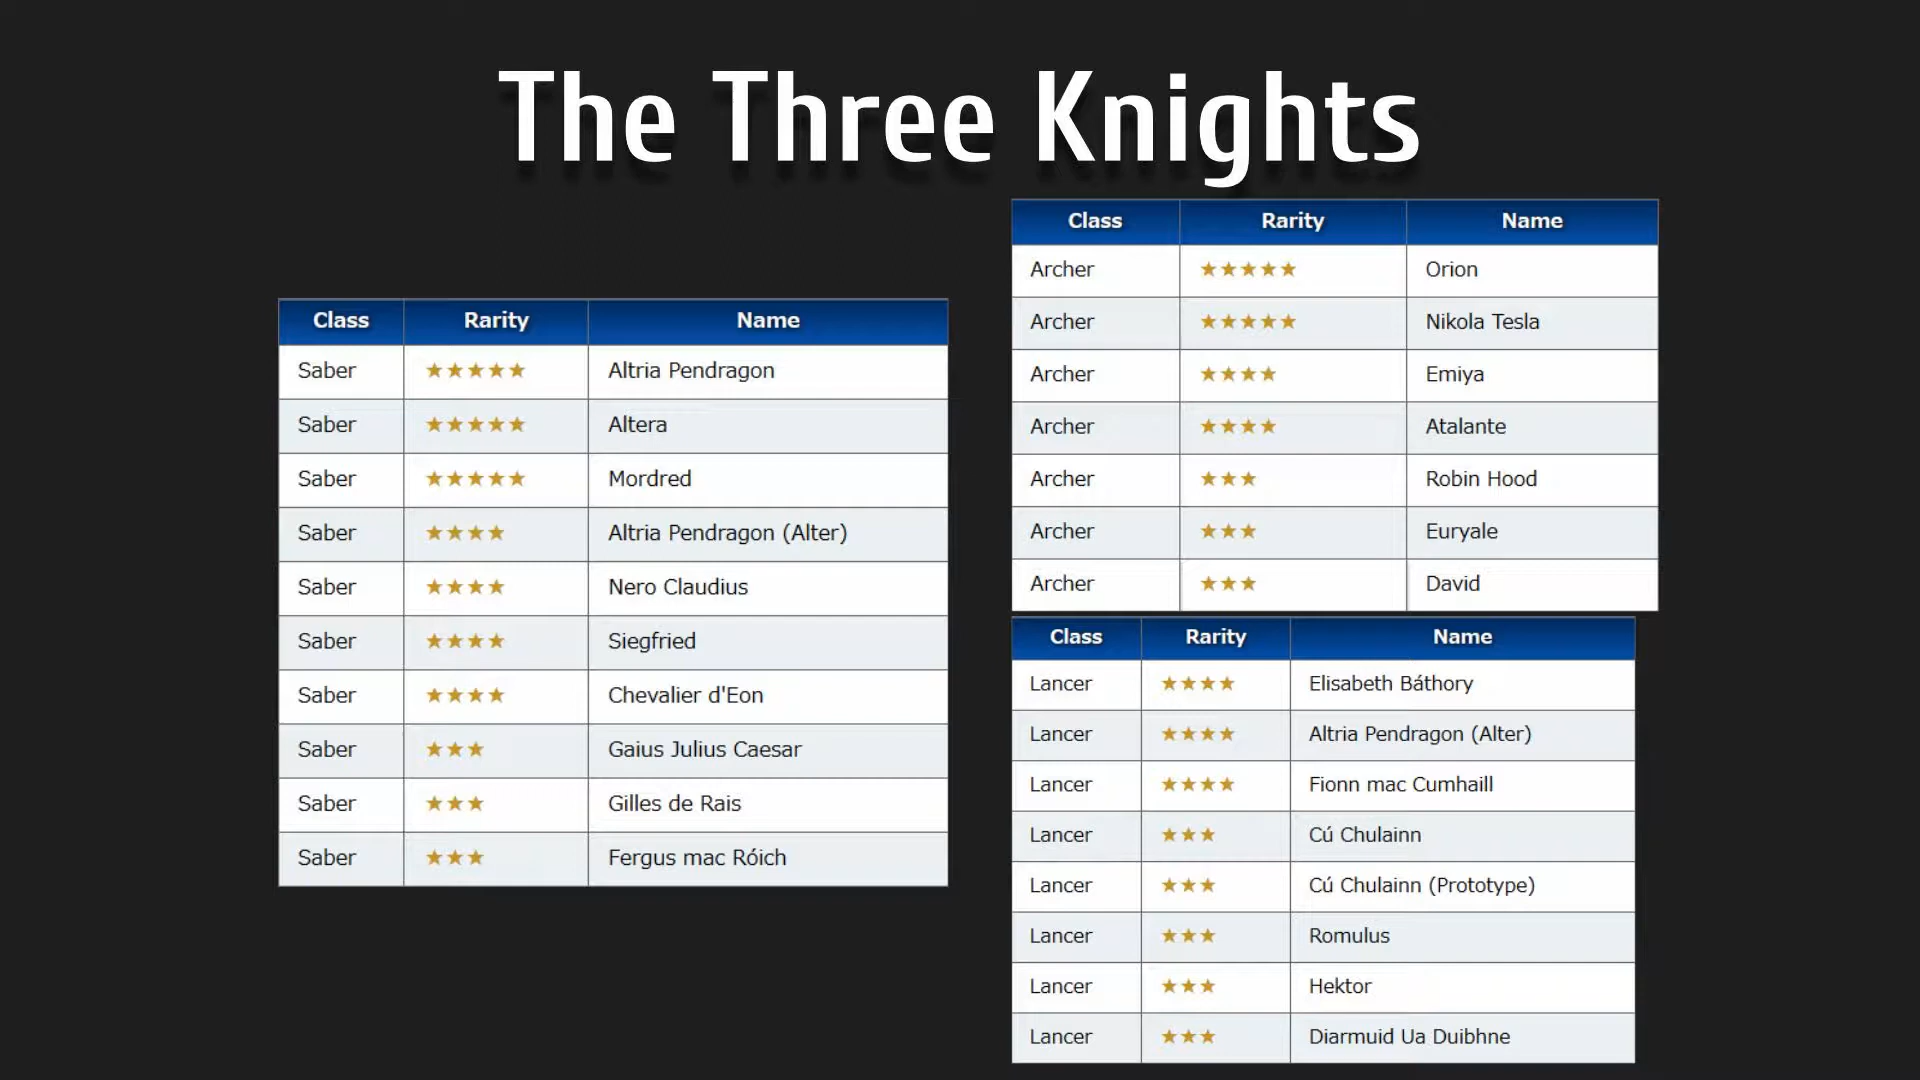 The Three Knights
Class Rarity Name
Saber ★★★★★ Altria Pendragon
Saber ★★★★★ Altera
Saber ★★★★★ Mordred
Saber ★★★★ Altria Pendragon (Alter)
Saber ★★★★ Nero Claudius
Saber ★★★★ Siegfried
Saber ★★★★ Chevalier d'Eon
Saber ★★★ Gaius Julius Caesar
Saber ★★★ Gilles de Rais
Saber ★★★ Fergus mac Róich
Class Rarity Name
Archer ★★★★★ Orion
Archer ★★★★★ Nikola Tesla
Archer ★★★★ Emiya
Archer ★★★★ Atalante
Archer ★★★ Robin Hood
Archer ★★★ Euryale
Archer ★★★ David
Class Rarity Name
Lancer ★★★★ Elisabeth Báthory
Lancer ★★★★ Altria Pendragon (Alter)
Lancer ★★★★ Fionn mac Cumhaill
Lancer ★★★ Cú Chulainn
Lancer ★★★ Cú Chulainn (Prototype)
Lancer ★★★ Romulus
Lancer ★★★ Hektor
Lancer ★★★ Diarmuid Ua Duibhne